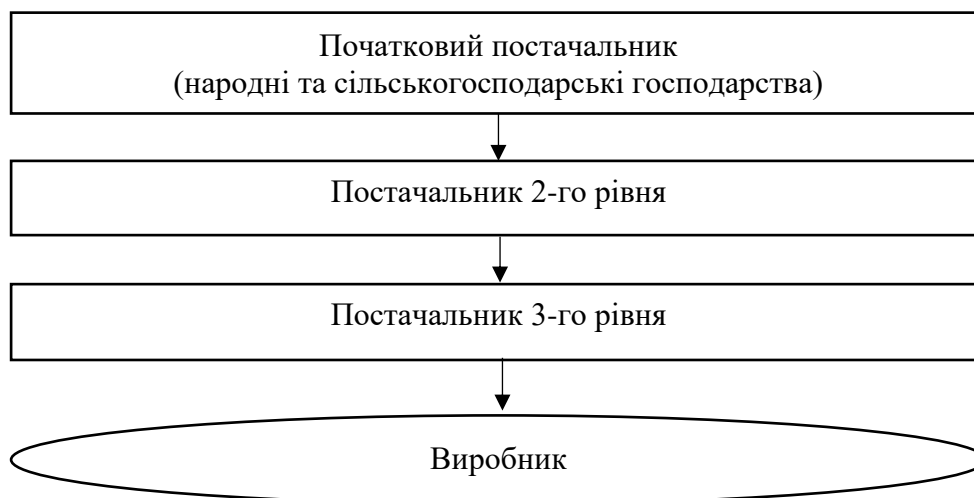 Початковий постачальник
(народні та сільськогосподарські господарства)
Постачальник 2-го рівня
Постачальник 3-го рівня
Виробник